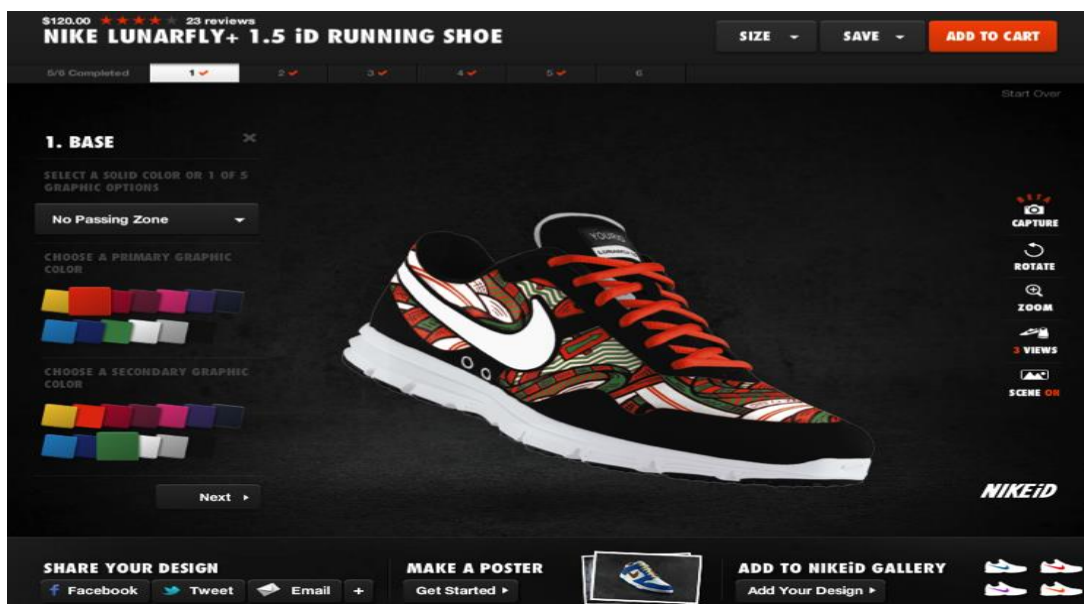 $120.00 23 reviews
NIKE LUNARFLY+ 1.5 iD RUNNING SHOE
SIZE
SAVE
ADD TO CART
5/6 Completed 1 2 3 4 5 6
Start Over
1. BASE
SELECT A SOLID COLOR OR 1 OF 5
GRAPHIC OPTIONS
No Passing Zone
CHOOSE A PRIMARY GRAPHIC
COLOR
CHOOSE A SECONDARY GRAPHIC
COLOR
Next
YOURID
BETA
CAPTURE
ROTATE
ZOOM
3 VIEWS
SCENE ON
NIKEiD
SHARE YOUR DESIGN
Facebook Tweet Email +
MAKE A POSTER
Get Started
ADD TO NIKEiD GALLERY
Add Your Design